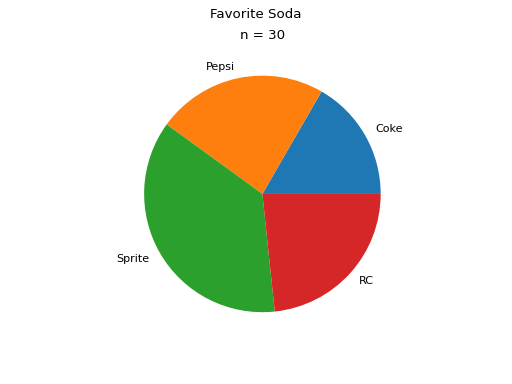 Favorite Soda
n = 30
Pepsi
Coke
Sprite
RC